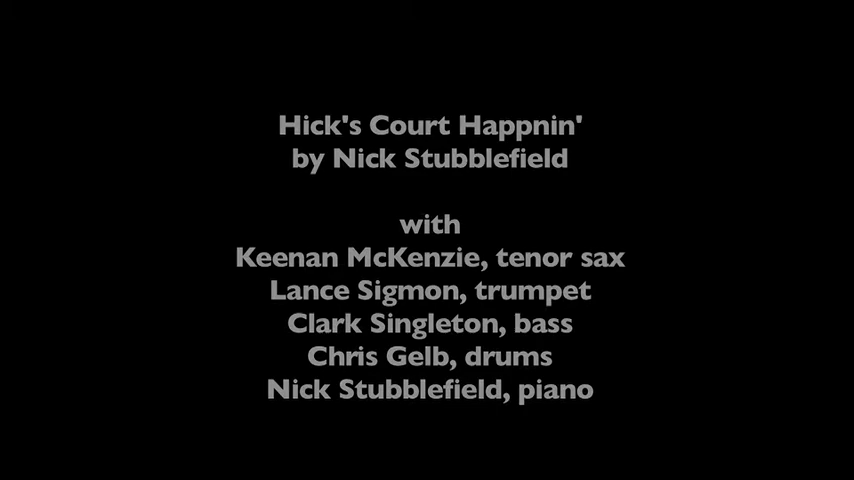 Hick's Court Happnin'
by Nick Stubblefield
with
Keenan McKenzie, tenor sax
Lance Sigmon, trumpet
Clark Singleton, bass
Chris Gelb, drums
Nick Stubblefield, piano